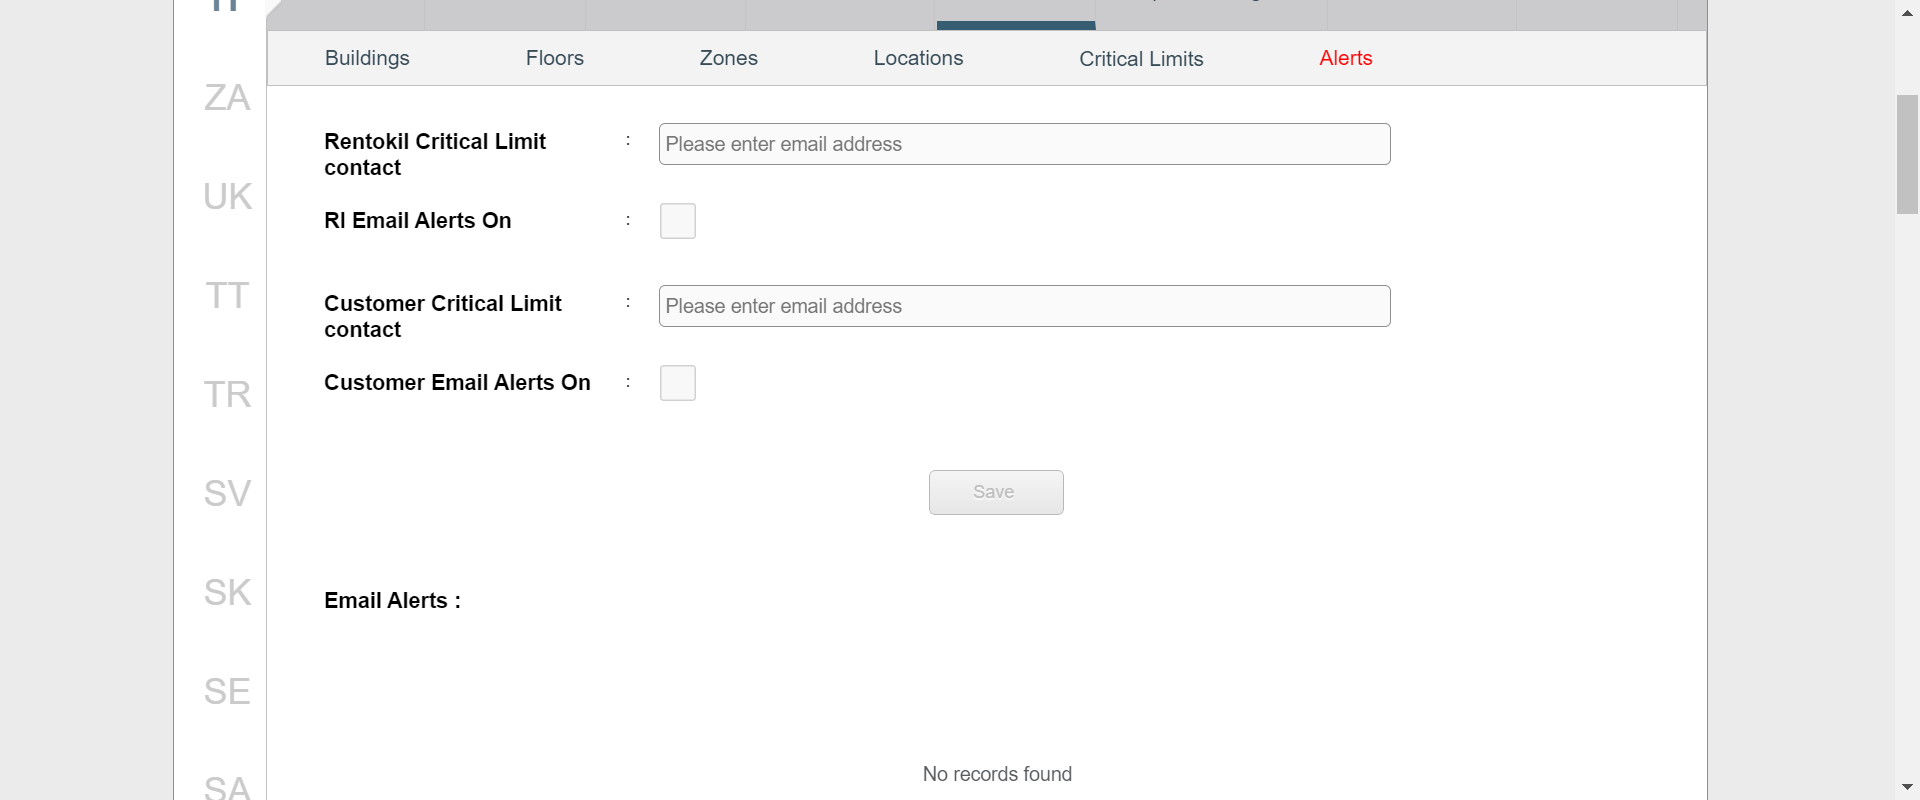 Buildings Floors Zones Locations Critical Limits Alerts
ZA
UK
TT
TR
SV
SK
SE
SA
Rentokil Critical Limit contact : Please enter email address
RI Email Alerts On :
Customer Critical Limit contact : Please enter email address
Customer Email Alerts On :
Save
Email Alerts :
No records found